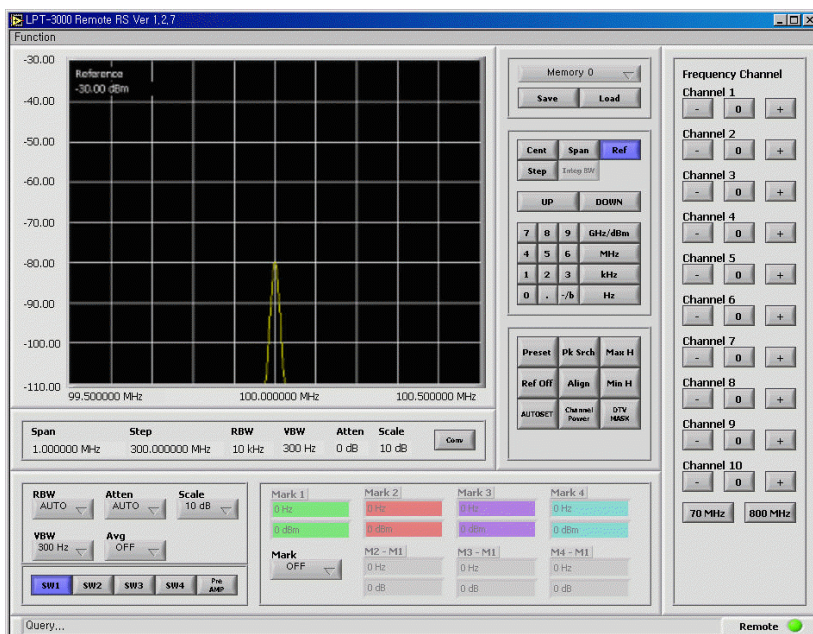 LPT-3000 Remote RS Ver 1,2,7
Function
Reference
-30.00 dBm
-30.00
-40.00
-50.00
-60.00
-70.00
-80.00
-90.00
-100.00
-110.00
99.500000 MHz 100.000000 MHz 100.500000 MHz
Span Step RBW VBW Atten Scale
1.000000 MHz 300.000000 MHz 10 kHz 300 Hz 0 dB 10 dB
Conv
RBW Atten Scale
AUTO AUTO 10 dB
VBW Avg
300 Hz OFF
SW1 SW2 SW3 SW4 Pre AMP
Mark 1 Mark 2 Mark 3 Mark 4
0 Hz 0 Hz 0 Hz 0 Hz
0 dBm 0 dBm 0 dBm 0 dBm
Mark M2 - M1 M3 - M1 M4 - M1
OFF 0 Hz 0 Hz 0 Hz
0 dB 0 dB 0 dB
Memory 0
Save Load
Cent Span Ref
Step Integ BW
UP DOWN
7 8 9 GHz/dBm
4 5 6 MHz
1 2 3 kHz
0 . -/b Hz
Preset Pk Srch Max H
Ref Off Align Min H
AUTOSET Channel Power DTV MASK
Frequency Channel
Channel 1
- 0 +
Channel 2
- 0 +
Channel 3
- 0 +
Channel 4
- 0 +
Channel 5
- 0 +
Channel 6
- 0 +
Channel 7
- 0 +
Channel 8
- 0 +
Channel 9
- 0 +
Channel 10
- 0 +
70 MHz 800 MHz
Query...
Remote